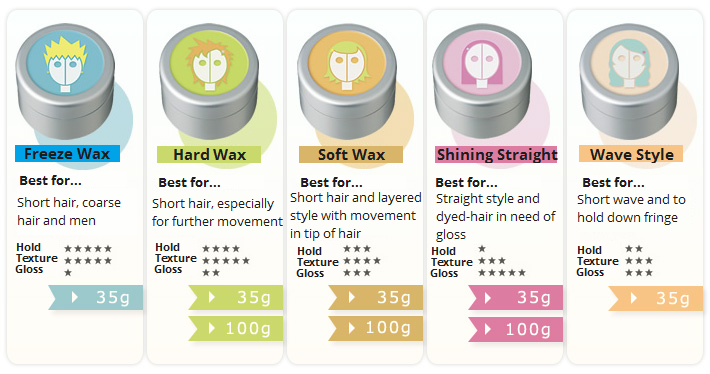 Freeze Wax
Best for...
Short hair, coarse
hair and men
Hold ★★★★★
Texture ★★★★★
Gloss ★
35g
Hard Wax
Best for...
Short hair, especially
for further movement
Hold ★★★★
Texture ★★★★★
Gloss ★★
35g
100g
Soft Wax
Best for...
Short hair and layered
style with movement
in tip of hair
Hold ★★★
Texture ★★★★
Gloss ★★★
35g
100g
Shining Straight
Best for...
Straight style and
dyed-hair in need of
gloss
Hold ★
Texture ★★★
Gloss ★★★★★
35g
100g
Wave Style
Best for...
Short wave and to
hold down fringe
Hold ★★
Texture ★★★
Gloss ★★★
35g